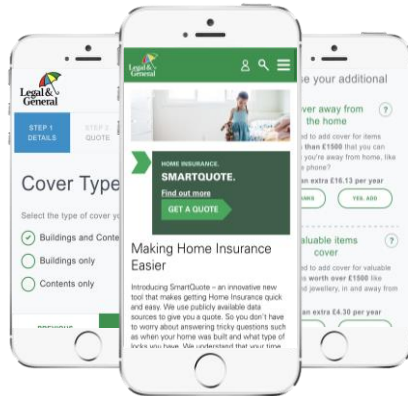 Legal &
General
STEP 1
DETAILS
STEP 2
QUOTE
Cover Type
Select the type of cover
Buildings and Conte
Buildings only
Contents only
Legal &
General
HOME INSURANCE.
SMARTQUOTE.
Find out more
GET A QUOTE
Making Home Insurance
Easier
Introducing SmartQuote – an innovative new
tool that makes getting Home Insurance quick
and easy. We use publicly available data
sources to give you a quote. So you don't have
to worry about answering tricky questions such
as when your home was built and what type of
locks you have. We understand that your time
se your additional
ver away from
the home
?
ed to add cover for items
than £1500 that you can
you're away from home, like
phone?
an extra £16.13 per year
YES, ADD
luable items
cover
?
ed to add cover for valuable
worth over £1500 like
nd jewellery, in and away from
an extra £4.30 per year